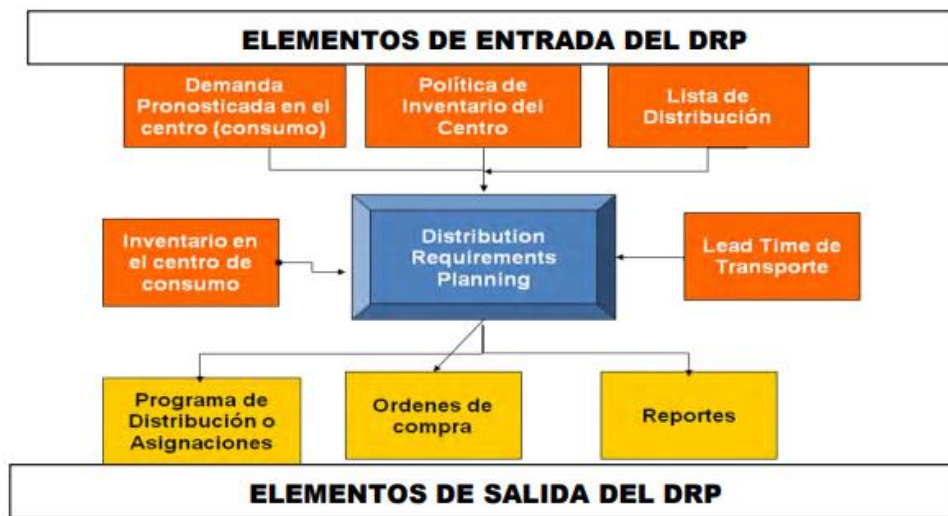 ELEMENTOS DE ENTRADA DEL DRP
Demanda
Pronosticada en el
centro (consumo)
Política de
Inventario del
Centro
Lista de
Distribución
Inventario en
el centro de
consumo
Distribution
Requirements
Planning
Lead Time de
Transporte
Programa de
Distribución o
Asignaciones
Ordenes de
compra
Reportes
ELEMENTOS DE SALIDA DEL DRP